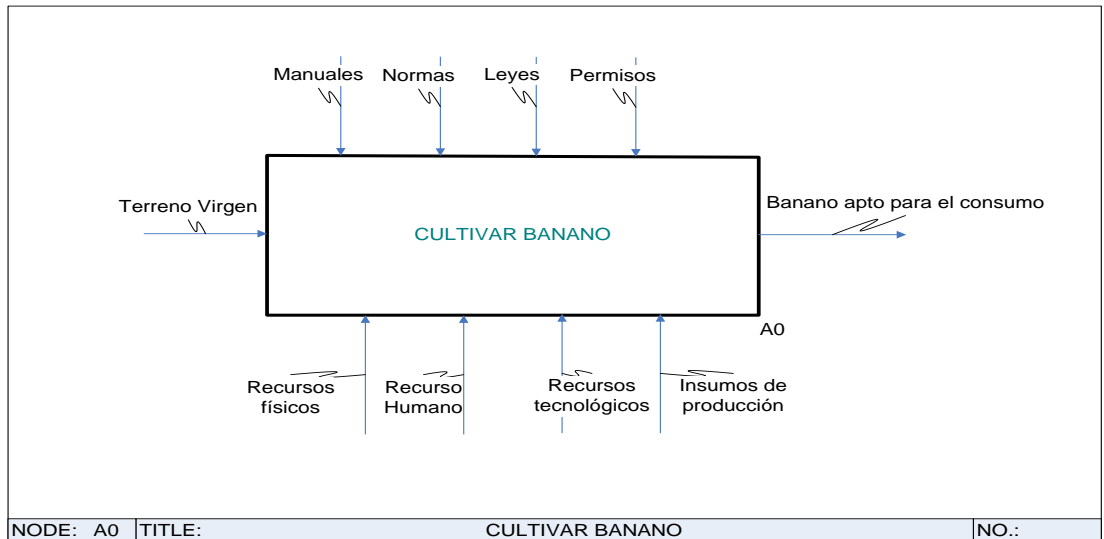 Manuales
Normas
Leyes
Permisos
Terreno Virgen
Banano apto para el consumo
CULTIVAR BANANO
A0
Recursos
físicos
Recurso
Humano
Recursos
tecnológicos
Insumos de
producción
NODE: A0 TITLE: CULTIVAR BANANO NO.: